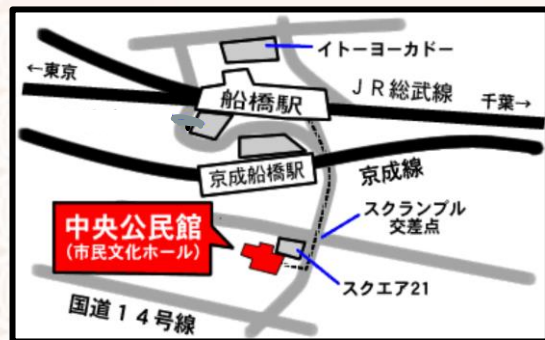 イトーヨーカドー
←東京
船橋駅
JR総武線
千葉→
京成船橋駅
京成線
中央公民館
(市民文化ホール)
スクランブル
交差点
スクエア21
国道14号線